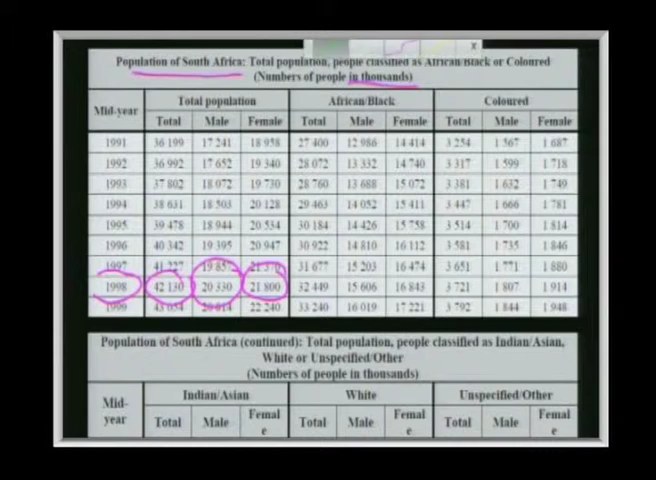 x
Population of South Africa: Total population, people classified as African/Black or Coloured
(Numbers of people in thousands)
Mid-year Total population African/Black Coloured
Total Male Female Total Male Female Total Male Female
1991 36 199 17 241 18 958 27 400 12 986 14 414 3 254 1 567 1 687
1992 36 992 17 652 19 340 28 072 13 332 14 740 3 317 1 599 1 718
1993 37 802 18 072 19 730 28 760 13 688 15 072 3 381 1 632 1 749
1994 38 631 18 503 20 128 29 463 14 052 15 411 3 447 1 666 1 781
1995 39 478 18 944 20 534 30 184 14 426 15 758 3 514 1 700 1 814
1996 40 342 19 395 20 947 30 922 14 810 16 112 3 581 1 735 1 846
1997 41 227 19 857 21 370 31 677 15 203 16 474 3 651 1 771 1 880
1998 42 130 20 330 21 800 32 449 15 606 16 843 3 721 1 807 1 914
1999 43 054 20 814 22 240 33 240 16 019 17 221 3 792 1 844 1 948
Population of South Africa (continued): Total population, people classified as Indian/Asian,
White or Unspecified/Other
(Numbers of people in thousands)
Mid-
year Indian/Asian White Unspecified/Other
Total Male Femal
e Total Male Femal
e Total Male Femal
e